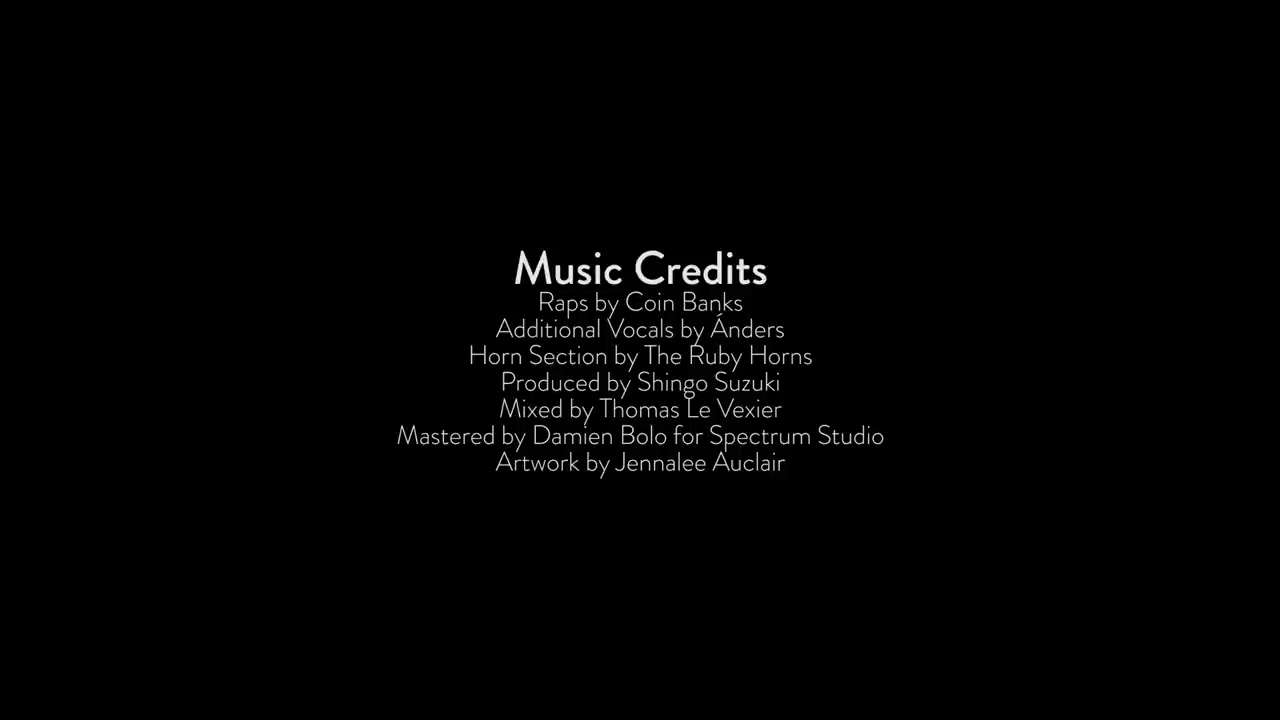 Music Credits
Raps by Coin Banks
Additional Vocals by Ánders
Horn Section by The Ruby Horns
Produced by Shingo Suzuki
Mixed by Thomas Le Vexier
Mastered by Damien Bolo for Spectrum Studio
Artwork by Jennalee Auclair